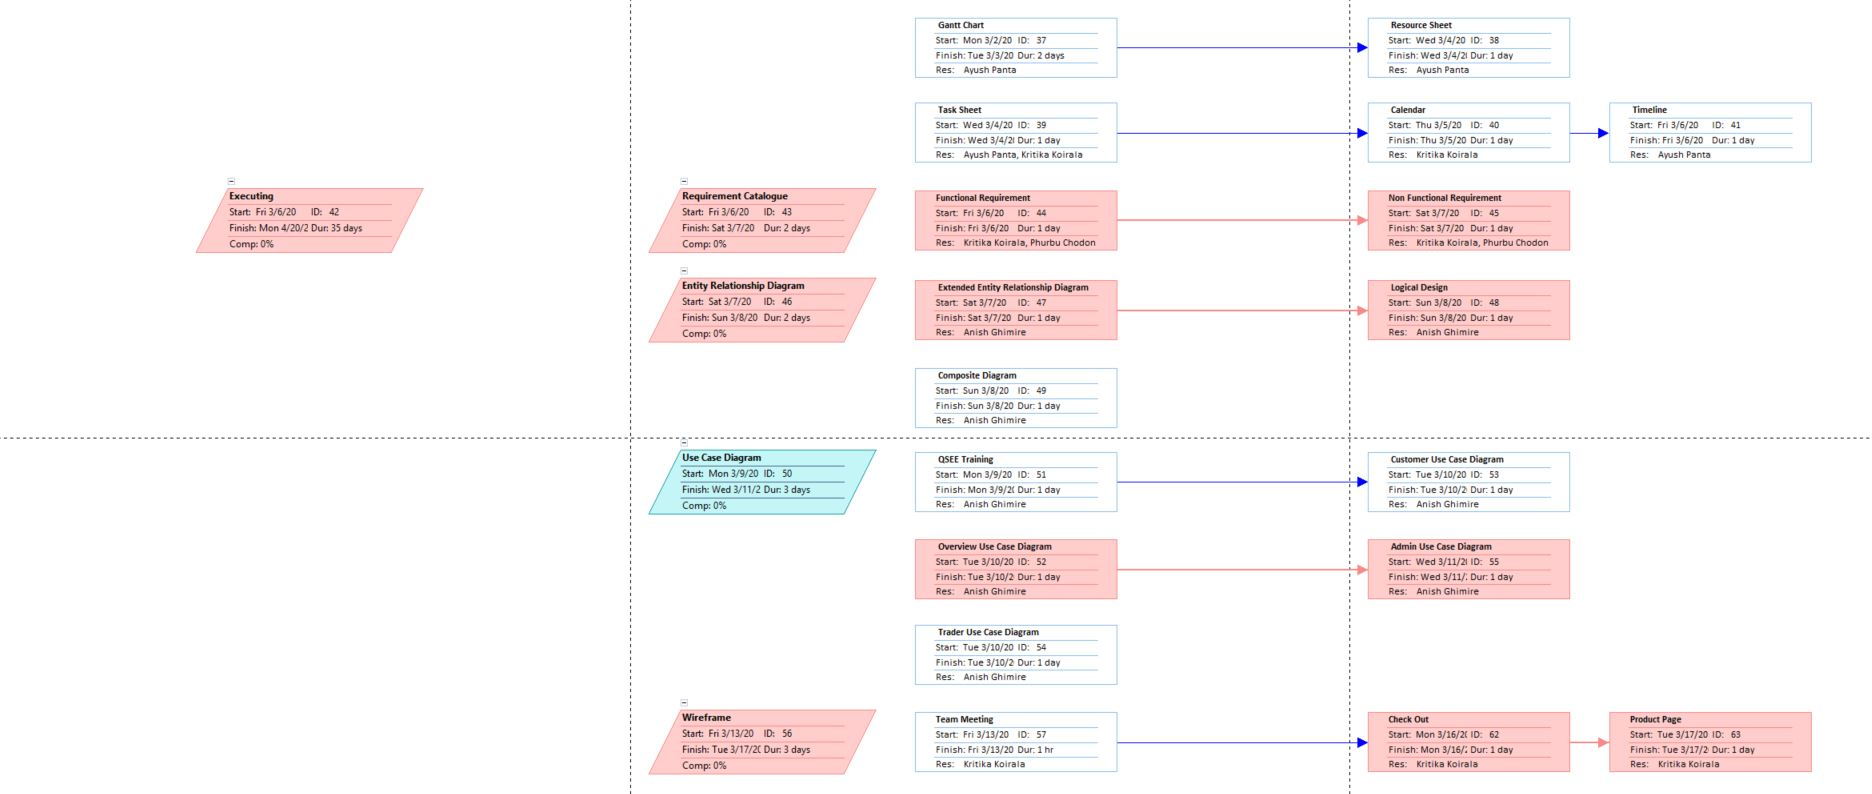 Gantt Chart
Start: Mon 3/2/20 ID: 37
Finish: Tue 3/3/20 Dur: 2 days
Res: Ayush Panta
Resource Sheet
Start: Wed 3/4/20 ID: 38
Finish: Wed 3/4/2( Dur: 1 day
Res: Ayush Panta
Task Sheet
Start: Wed 3/4/20 ID: 39
Finish: Wed 3/4/2( Dur: 1 day
Res: Ayush Panta, Kritika Koirala
Calendar
Start: Thu 3/5/20 ID: 40
Finish: Thu 3/5/20 Dur: 1 day
Res: Kritika Koirala
Timeline
Start: Fri 3/6/20 ID: 41
Finish: Fri 3/6/20 Dur: 1 day
Res: Ayush Panta
Executing
Start: Fri 3/6/20 ID: 42
Finish: Mon 4/20/2 Dur: 35 days
Comp: 0%
Requirement Catalogue
Start: Fri 3/6/20 ID: 43
Finish: Sat 3/7/20 Dur: 2 days
Comp: 0%
Functional Requirement
Start: Fri 3/6/20 ID: 44
Finish: Fri 3/6/20 Dur: 1 day
Res: Kritika Koirala, Phurbu Chodon
Non Functional Requirement
Start: Sat 3/7/20 ID: 45
Finish: Sat 3/7/20 Dur: 1 day
Res: Kritika Koirala, Phurbu Chodon
Entity Relationship Diagram
Start: Sat 3/7/20 ID: 46
Finish: Sun 3/8/20 Dur: 2 days
Comp: 0%
Extended Entity Relationship Diagram
Start: Sat 3/7/20 ID: 47
Finish: Sat 3/7/20 Dur: 1 day
Res: Anish Ghimire
Logical Design
Start: Sun 3/8/20 ID: 48
Finish: Sun 3/8/20 Dur: 1 day
Res: Anish Ghimire
Composite Diagram
Start: Sun 3/8/20 ID: 49
Finish: Sun 3/8/20 Dur: 1 day
Res: Anish Ghimire
Use Case Diagram
Start: Mon 3/9/20 ID: 50
Finish: Wed 3/11/2 Dur: 3 days
Comp: 0%
QSEE Training
Start: Mon 3/9/20 ID: 51
Finish: Mon 3/9/2( Dur: 1 day
Res: Anish Ghimire
Customer Use Case Diagram
Start: Tue 3/10/20 ID: 53
Finish: Tue 3/10/2 Dur: 1 day
Res: Anish Ghimire
Overview Use Case Diagram
Start: Tue 3/10/20 ID: 52
Finish: Tue 3/10/2 Dur: 1 day
Res: Anish Ghimire
Admin Use Case Diagram
Start: Wed 3/11/2( ID: 55
Finish: Wed 3/11/ Dur: 1 day
Res: Anish Ghimire
Trader Use Case Diagram
Start: Tue 3/10/20 ID: 54
Finish: Tue 3/10/2 Dur: 1 day
Res: Anish Ghimire
Wireframe
Start: Fri 3/13/20 ID: 56
Finish: Tue 3/17/2( Dur: 3 days
Comp: 0%
Team Meeting
Start: Fri 3/13/20 ID: 57
Finish: Fri 3/13/20 Dur: 1 hr
Res: Kritika Koirala
Check Out
Start: Mon 3/16/2( ID: 62
Finish: Mon 3/16/ Dur: 1 day
Res: Kritika Koirala
Product Page
Start: Tue 3/17/20 ID: 63
Finish: Tue 3/17/2 Dur: 1 day
Res: Kritika Koirala